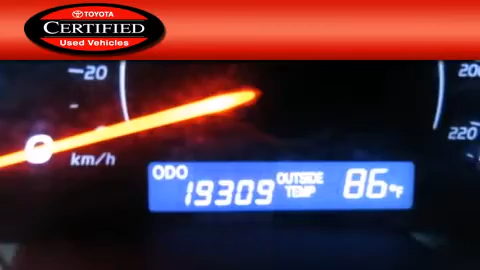 TOYOTA
CERTIFIED
Used Vehicles
20
200
220
0
km/h
ODO
19309
OUTSIDE
TEMP
86°F